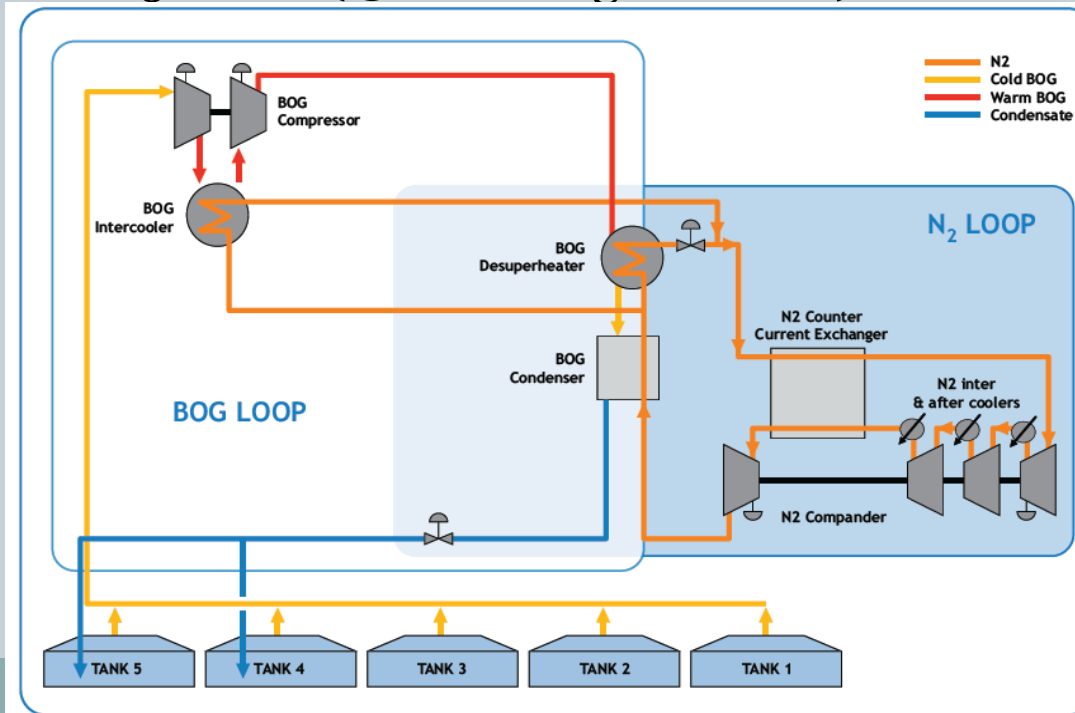 N2
Cold BOG
Warm BOG
Condensate
BOG
Compressor
BOG
Intercooler
N₂ LOOP
BOG
Desuperheater
N2 Counter
Current Exchanger
BOG
Condenser
N2 inter
& after coolers
BOG LOOP
N2 Compander
TANK 5
TANK 4
TANK 3
TANK 2
TANK 1